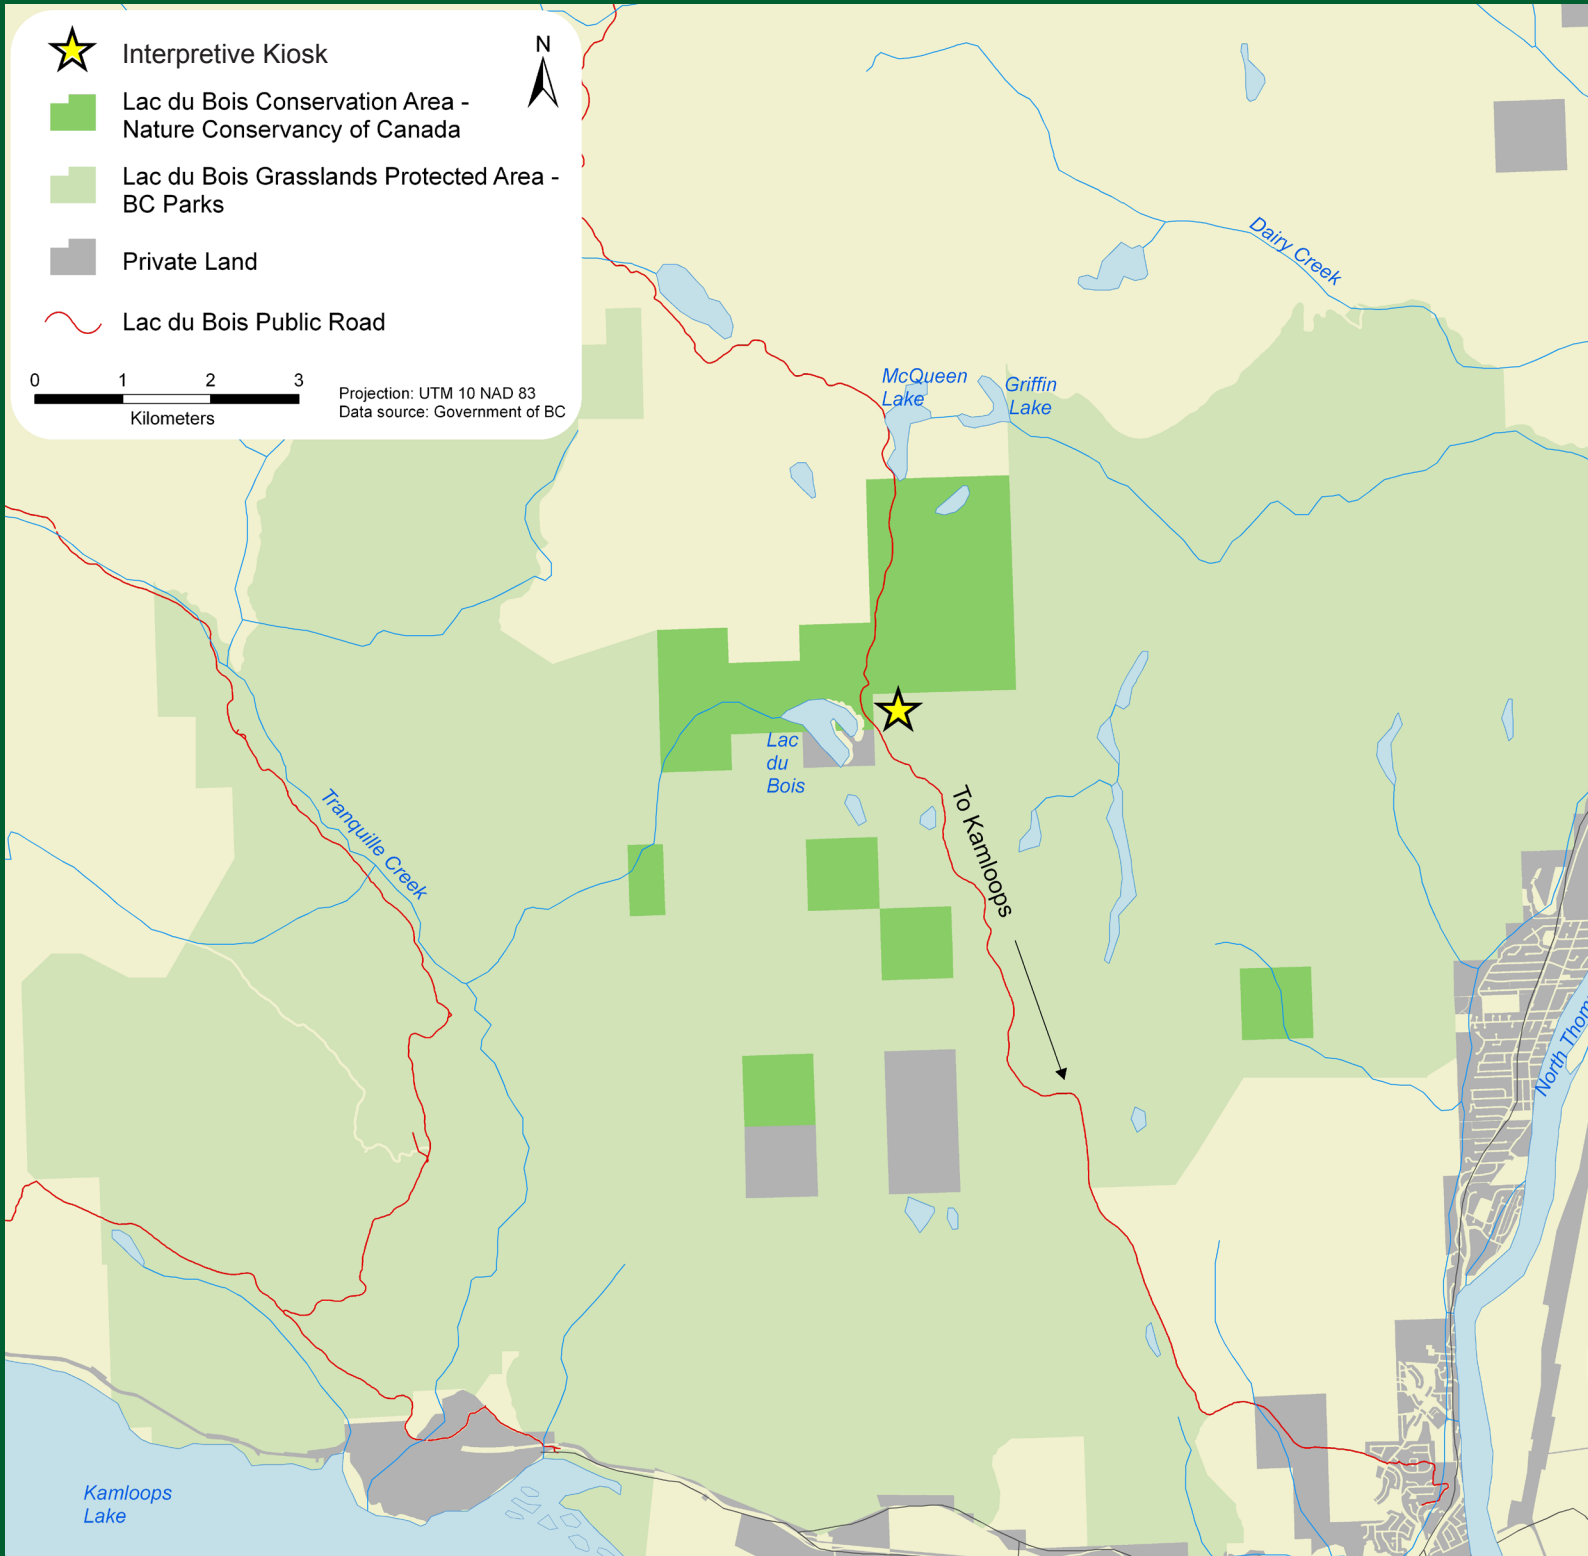 Interpretive Kiosk
N
Lac du Bois Conservation Area -
Nature Conservancy of Canada
Lac du Bois Grasslands Protected Area -
BC Parks
Private Land
Lac du Bois Public Road
0 1 2 3
Kilometers
Projection: UTM 10 NAD 83
Data source: Government of BC
Dairy Creek
McQueen
Lake
Griffin
Lake
Lac
du
Bois
To Kamloops
Tranquille Creek
North Thom
Kamloops
Lake